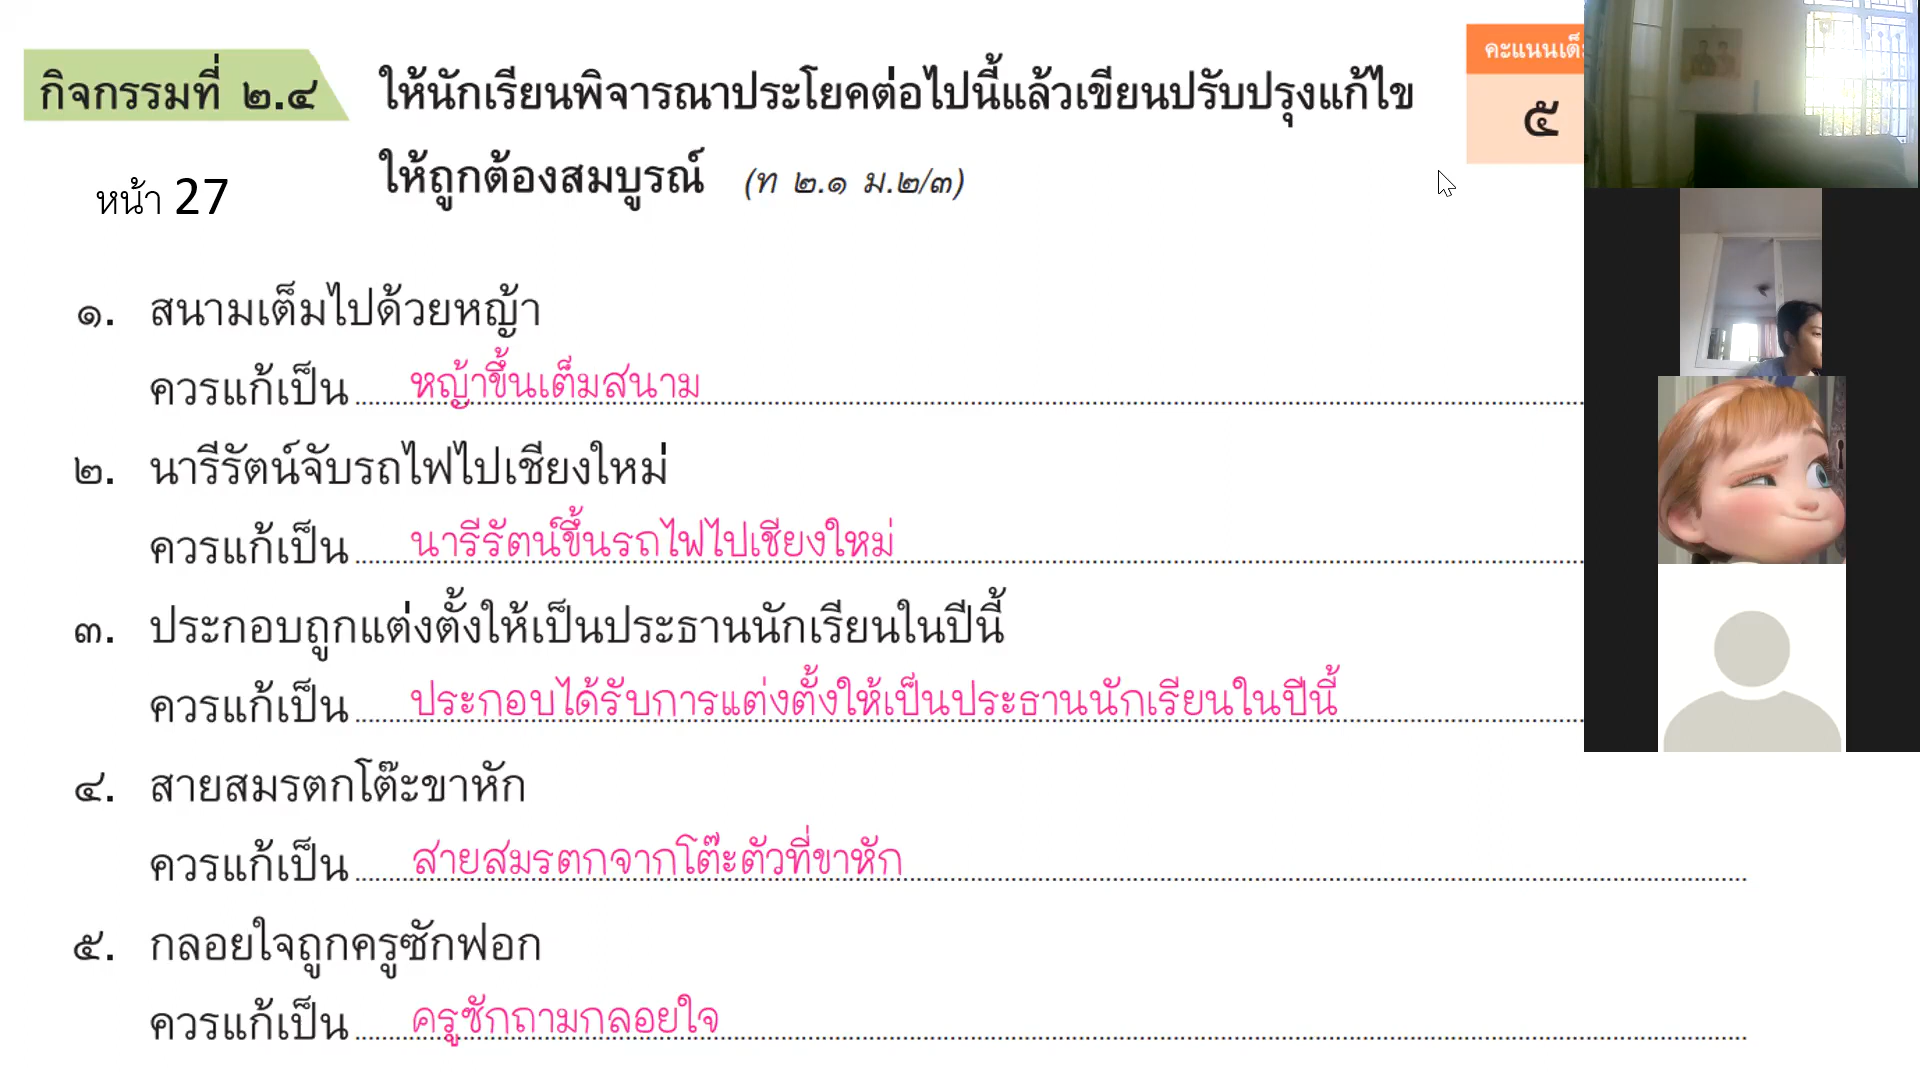 กิจกรรมที่ ๒.๔ ให้นักเรียนพิจารณาประโยคต่อไปนี้แล้วเขียนปรับปรุงแก้ไข
ให้ถูกต้องสมบูรณ์ (ท ๒.๑ ม.๒/๓)
คะแนนเต็
๕
หน้า 27
๑. สนามเต็มไปด้วยหญ้า
ควรแก้เป็น หญ้าขึ้นเต็มสนาม
๒. นารีรัตน์จับรถไฟไปเชียงใหม่
ควรแก้เป็น นารีรัตน์ขึ้นรถไฟไปเชียงใหม่
๓. ประกอบถูกแต่งตั้งให้เป็นประธานนักเรียนในปีนี้
ควรแก้เป็น ประกอบได้รับการแต่งตั้งให้เป็นประธานนักเรียนในปีนี้
๔. สายสมรตกโต๊ะขาหัก
ควรแก้เป็น สายสมรตกจากโต๊ะตัวที่ขาหัก
๕. กลอยใจถูกครูซักฟอก
ควรแก้เป็น ครูซักถามกลอยใจ